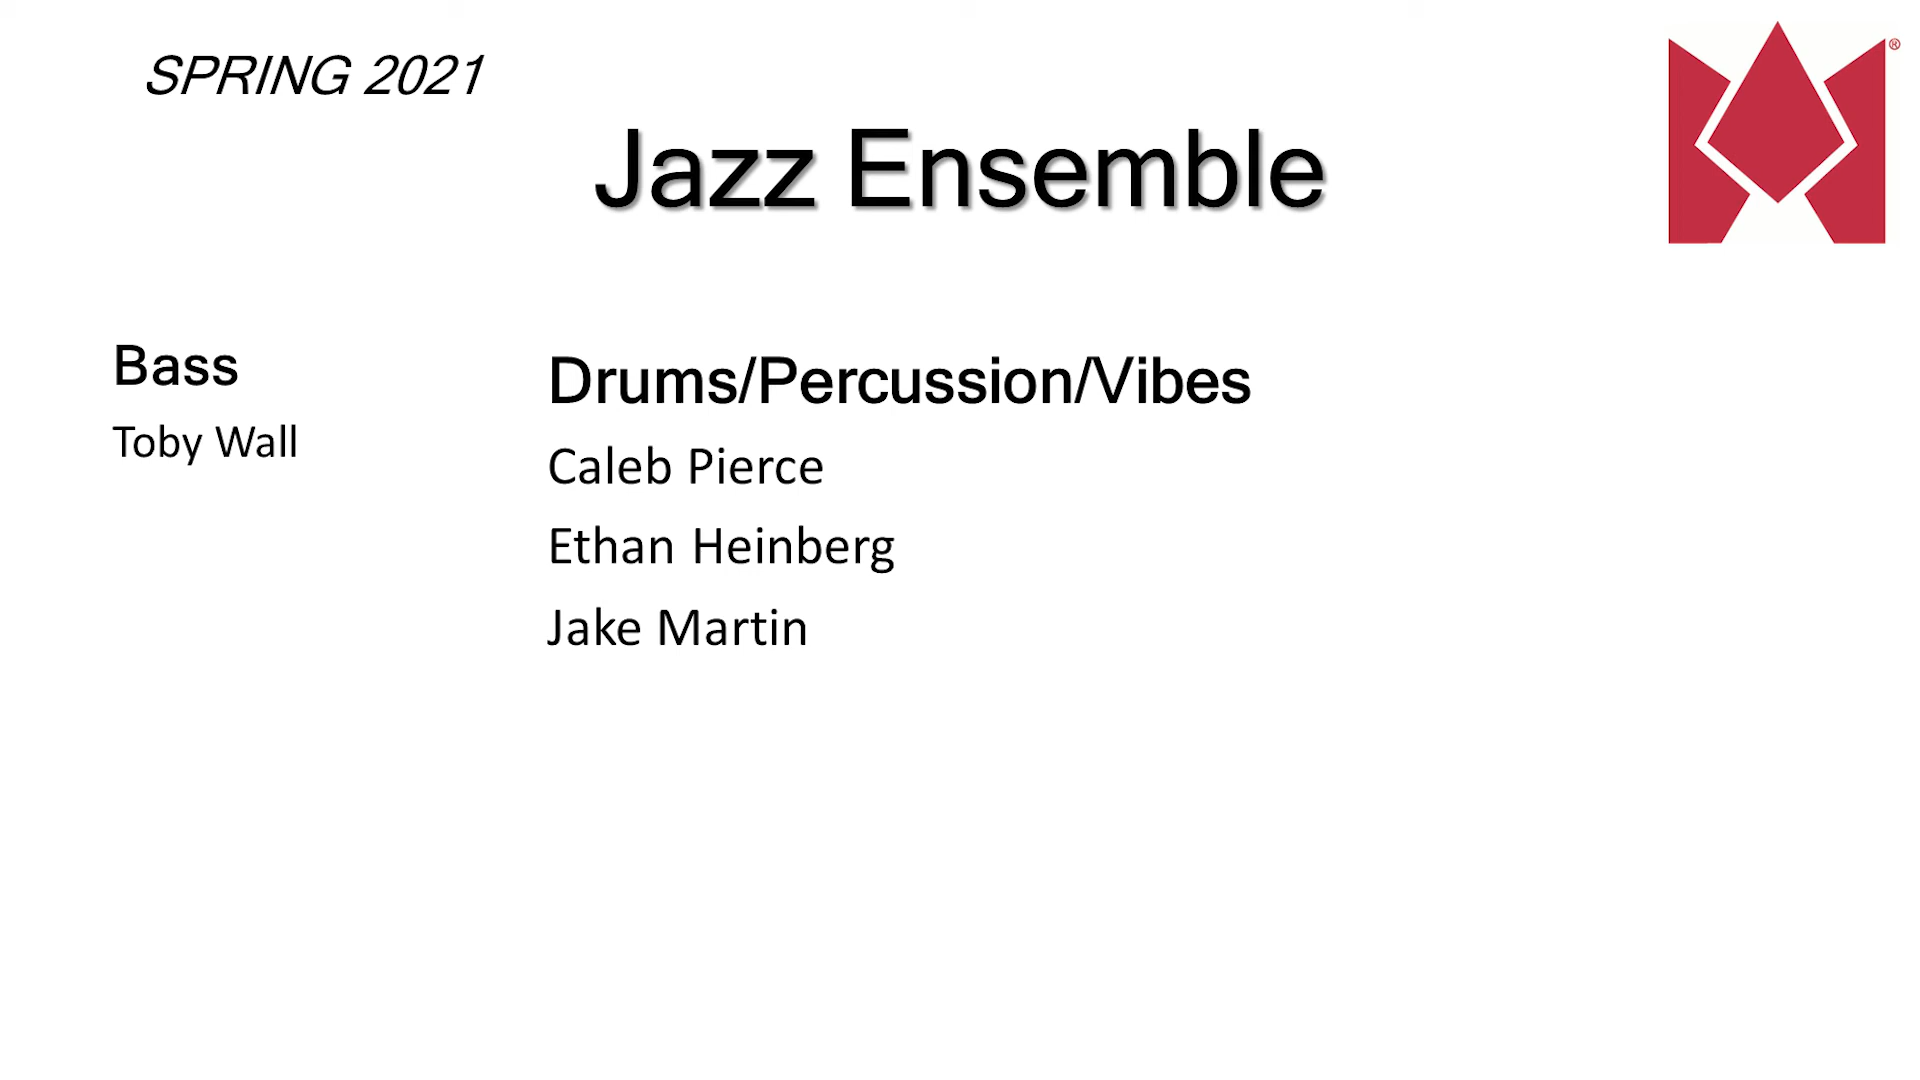 SPRING 2021
Jazz Ensemble
®
Bass
Toby Wall
Drums/Percussion/Vibes
Caleb Pierce
Ethan Heinberg
Jake Martin